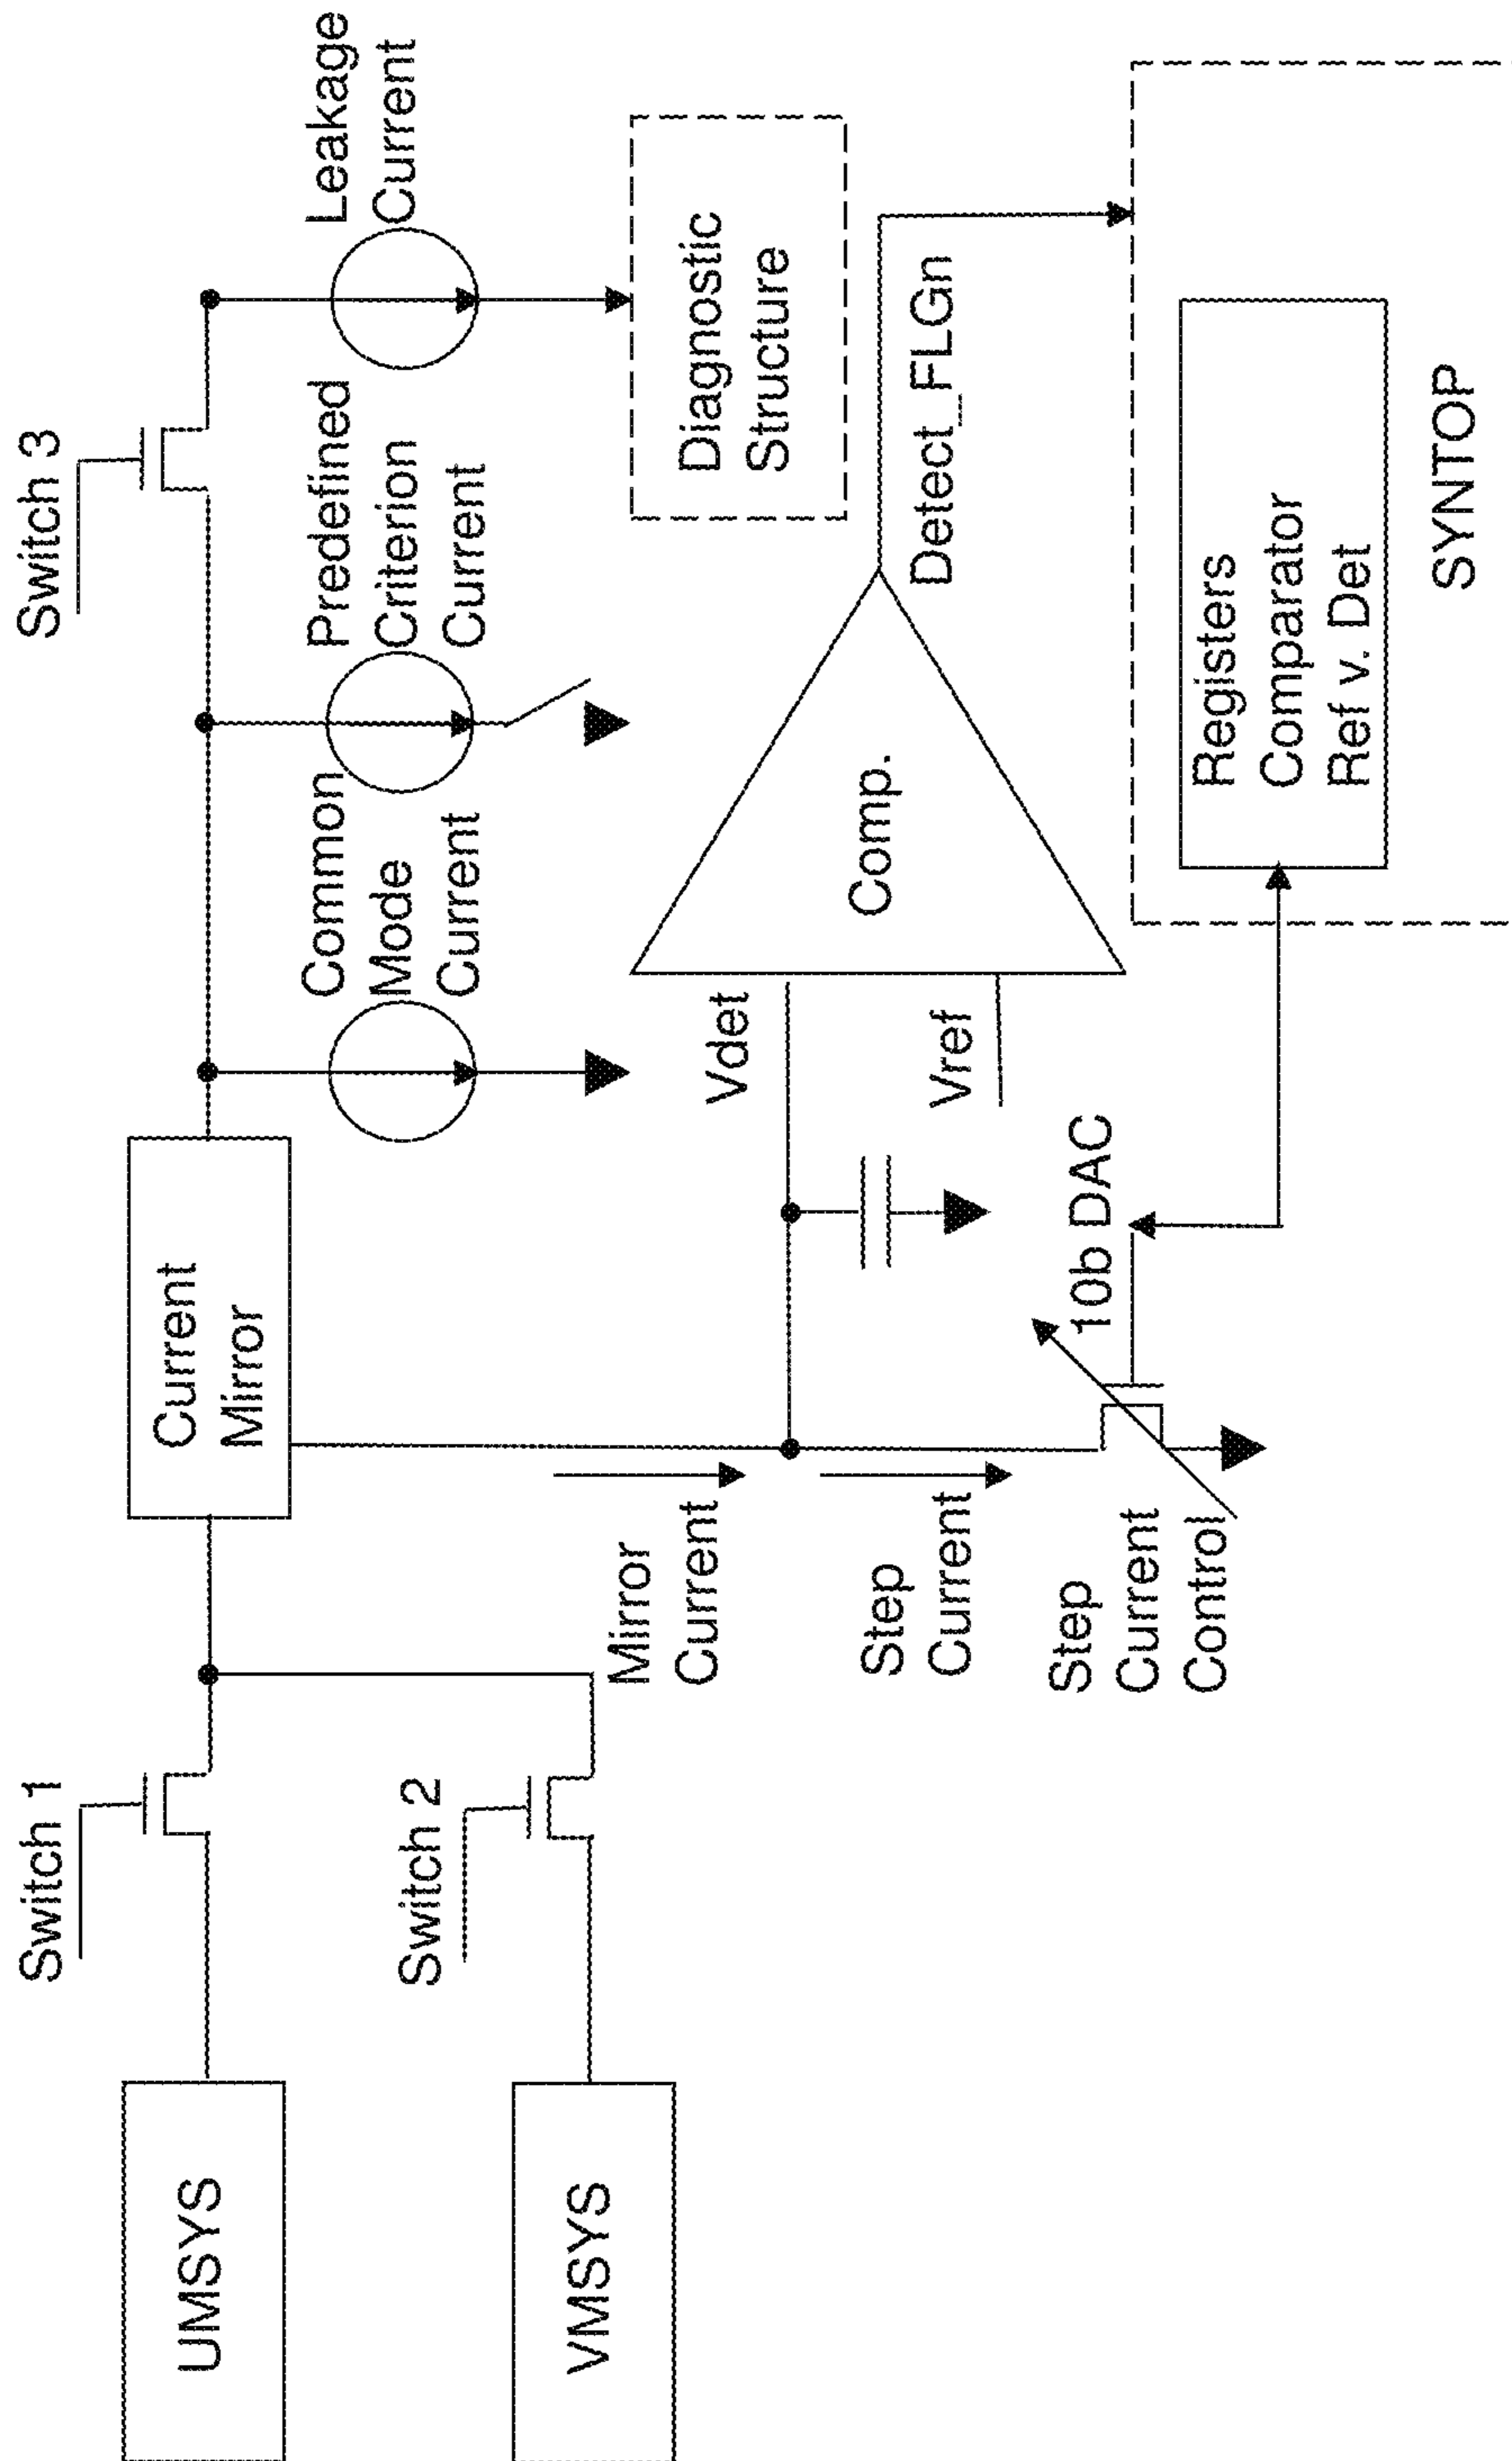 UMSYS
VMSYS
Switch 1
Switch 2
Current
Mirror
Mirror
Current
Step
Current
Step
Current
Control
10b DAC
Common
Mode
Current
Predefined
Criterion
Current
Switch 3
Leakage
Current
Diagnostic
Structure
Vdet
Vref
Comp.
Detect_FLGn
Registers
Comparator
Ref v. Det
SYNTOP